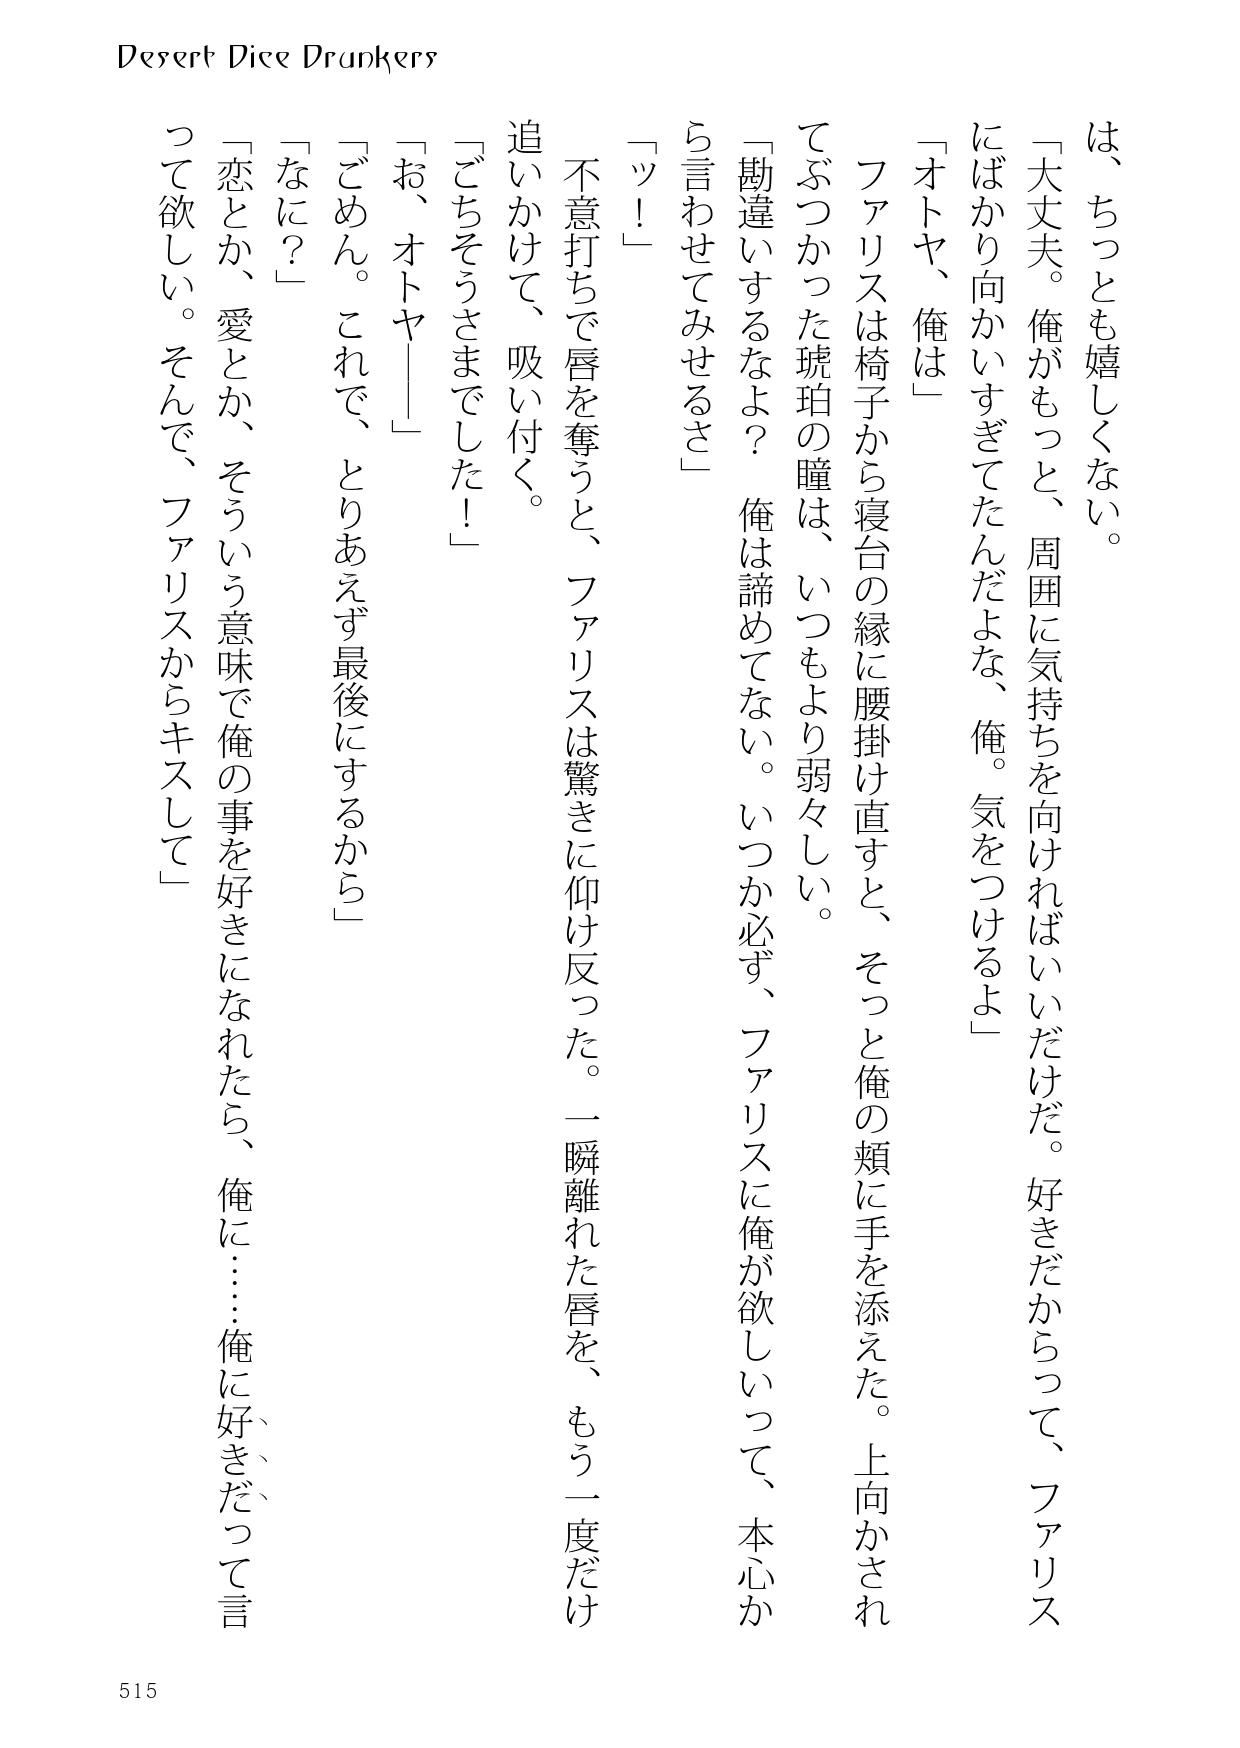 Desert Dice Drunkers
は、ちっとも嬉しくない。
「大丈夫。俺がもっと、周囲に気持ちを向ければいいだけだ。好きだからって、ファリス
にばかり向かいすぎてたんだよな、俺。気をつけるよ」
「オトヤ、俺は」
　ファリスは椅子から寝台の縁に腰掛け直すと、そっと俺の頬に手を添えた。上向かされ
てぶつかった琥珀の瞳は、いつもより弱々しい。
「勘違いするなよ？　俺は諦めてない。いつか必ず、ファリスに俺が欲しいって、本心か
ら言わせてみせるさ」
「ッ！」
　不意打ちで唇を奪うと、ファリスは驚きに仰け反った。一瞬離れた唇を、もう一度だけ
追いかけて、吸い付く。
「ごちそうさまでした！」
「お、オトヤ――」
「ごめん。これで、とりあえず最後にするから」
「なに？」
「恋とか、愛とか、そういう意味で俺の事を好きになれたら、俺に……俺に好きだって言
って欲しい。そんで、ファリスからキスして」
515